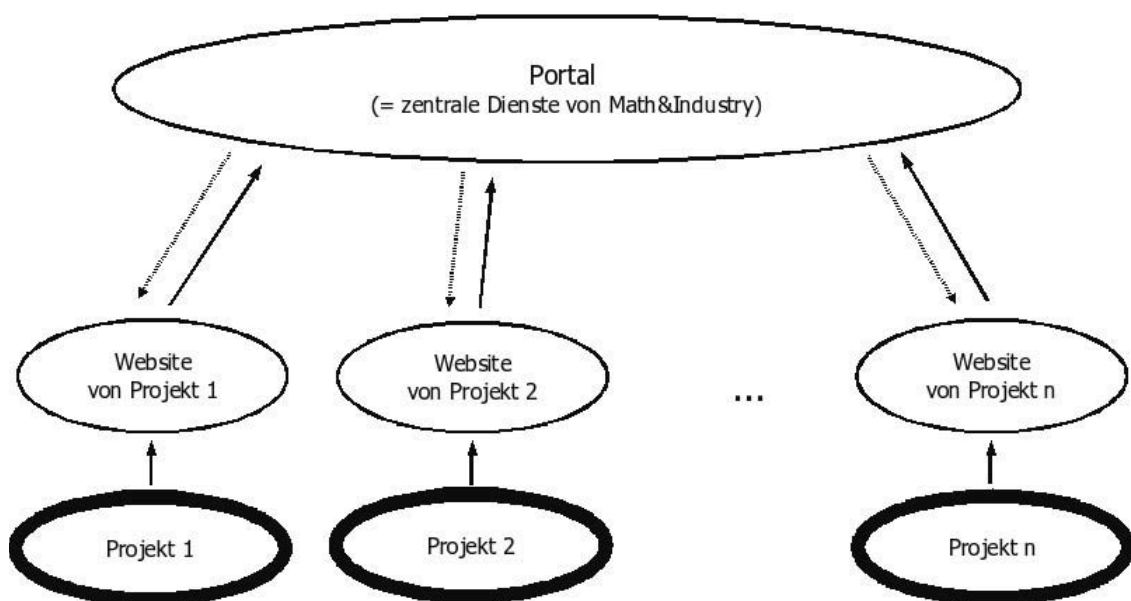 Portal
(= zentrale Dienste von Math&Industry)
Website
von Projekt 1
Website
von Projekt 2
...
Website
von Projekt n
Projekt 1
Projekt 2
Projekt n